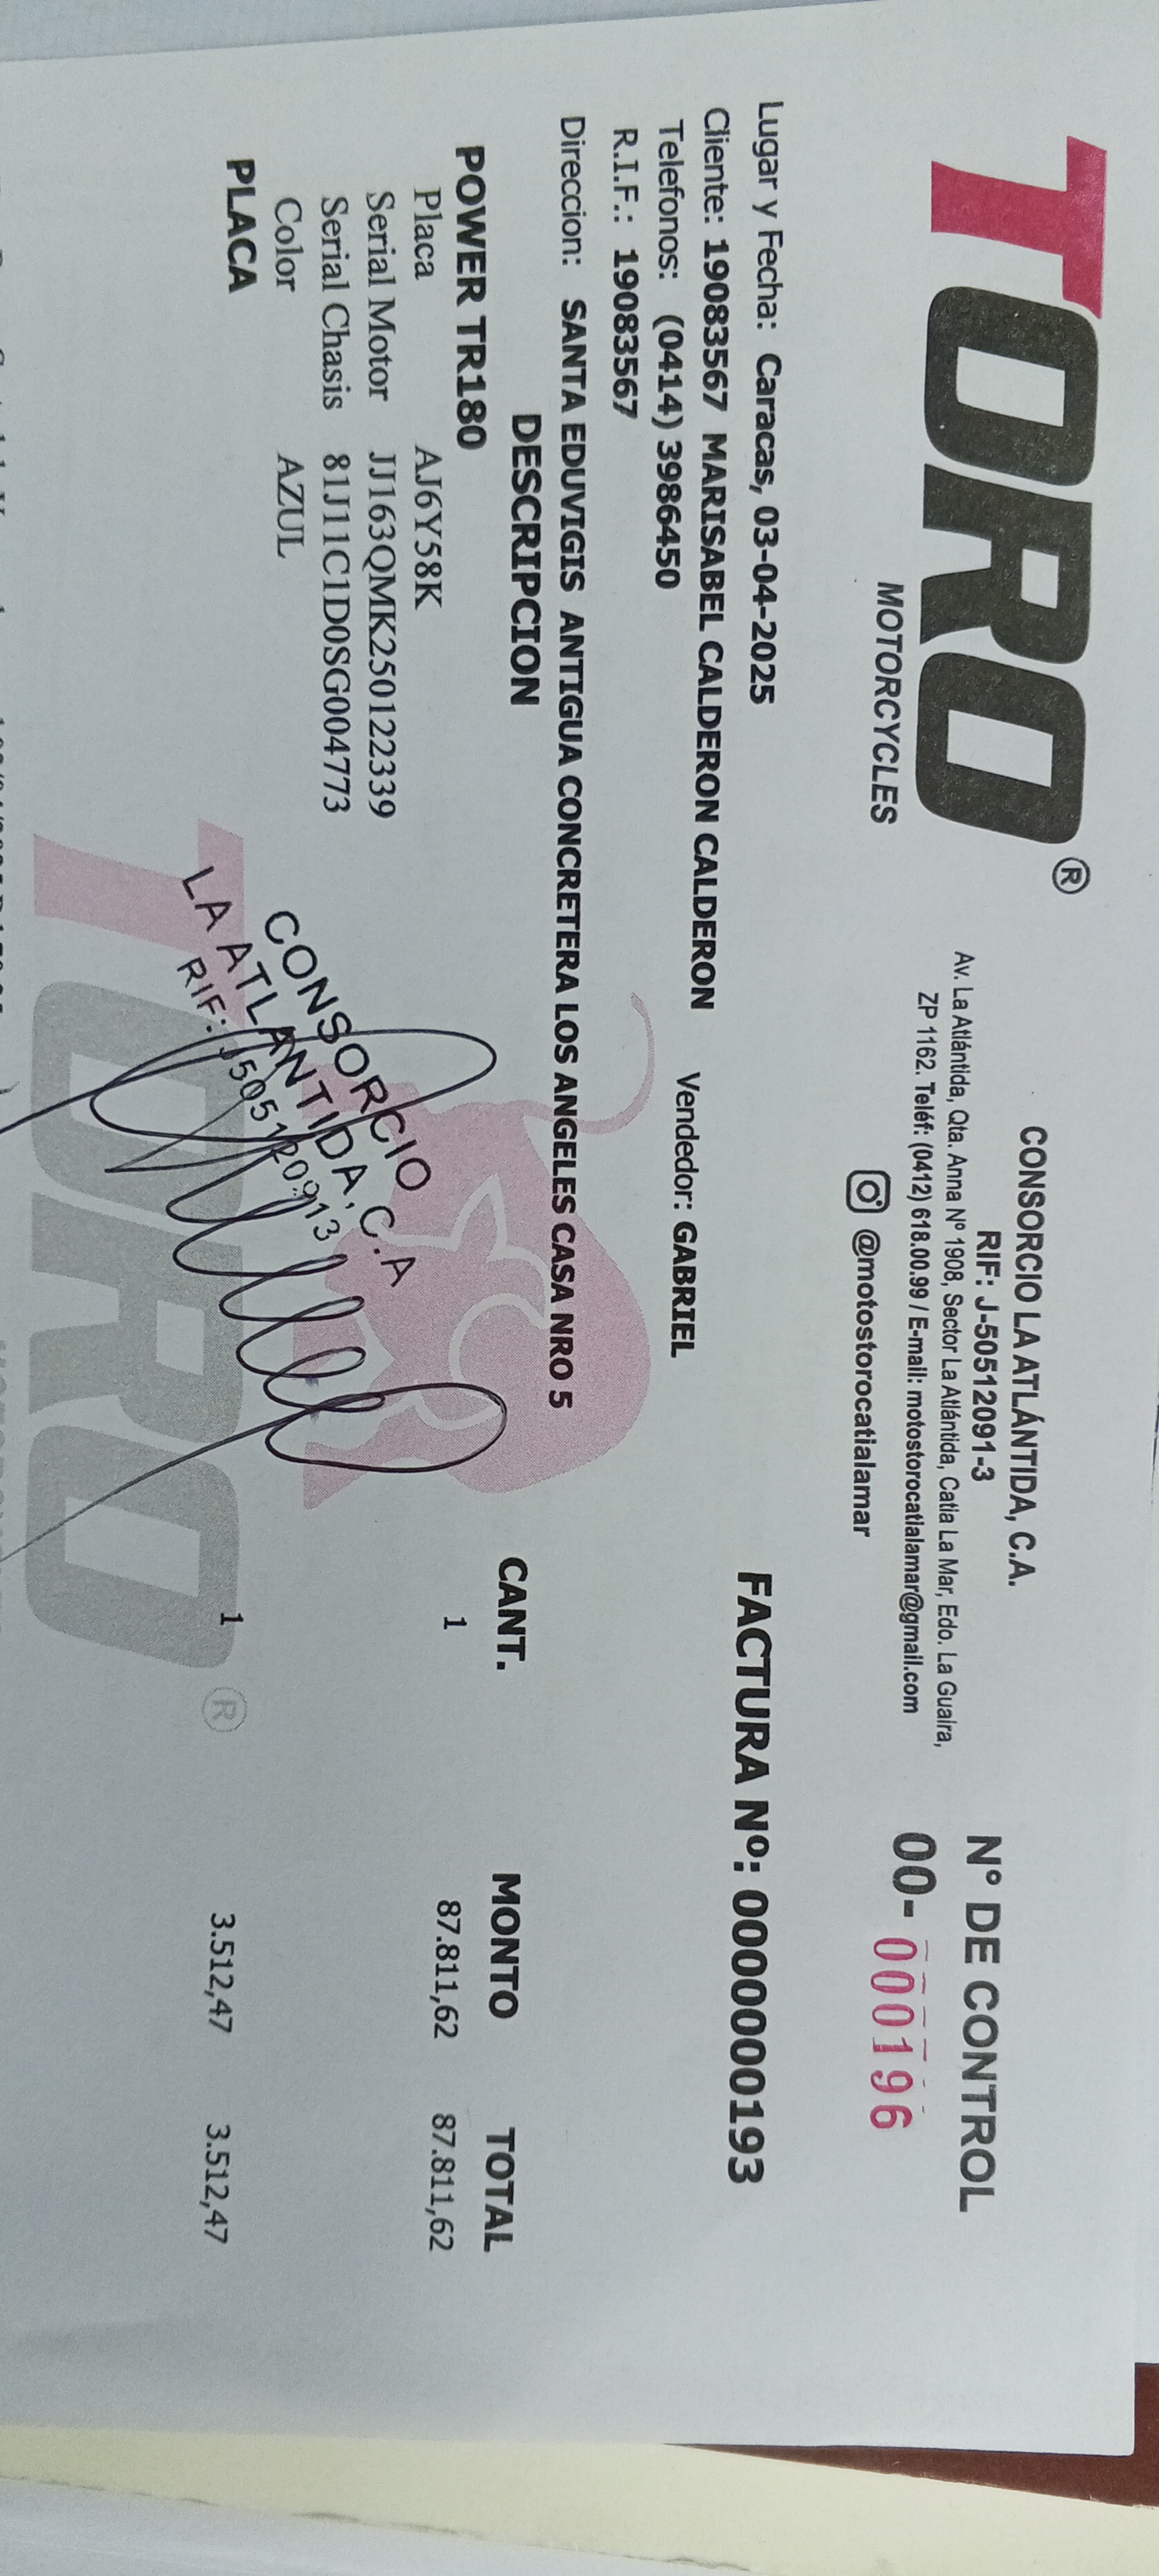 TORO®
MOTORCYCLES
CONSORCIO LA ATLÁNTIDA, C.A.
RIF: J-50512091-3
Av. La Atlántida, Qta. Anna Nº 1908, Sector La Atlántida, Catia La Mar, Edo. La Guaira,
ZP 1162. Teléf: (0412) 618.00.99 / E-mail: motostorocatialamar@gmail.com
@motostorocatialamar
N° DE CONTROL
00- 000196
Lugar y Fecha: Caracas, 03-04-2025
FACTURA Nº: 0000000193
Cliente: 19083567 MARISABEL CALDERON CALDERON
Telefonos: (0414) 3986450 Vendedor: GABRIEL
R.I.F.: 19083567
Direccion: SANTA EDUVIGIS ANTIGUA CONCRETERA LOS ANGELES CASA NRO 5
DESCRIPCION CANT. MONTO TOTAL
POWER TR180 1 87.811,62 87.811,62
Placa AJ6Y58K
Serial Motor JJ163QMK25012339
Serial Chasis 81J11C1D0SG004773
Color AZUL
PLACA 1 3.512,47 3.512,47
CONSORCIO
LA ATLANTIDA, C.A
RIF: J505120913
TORO®